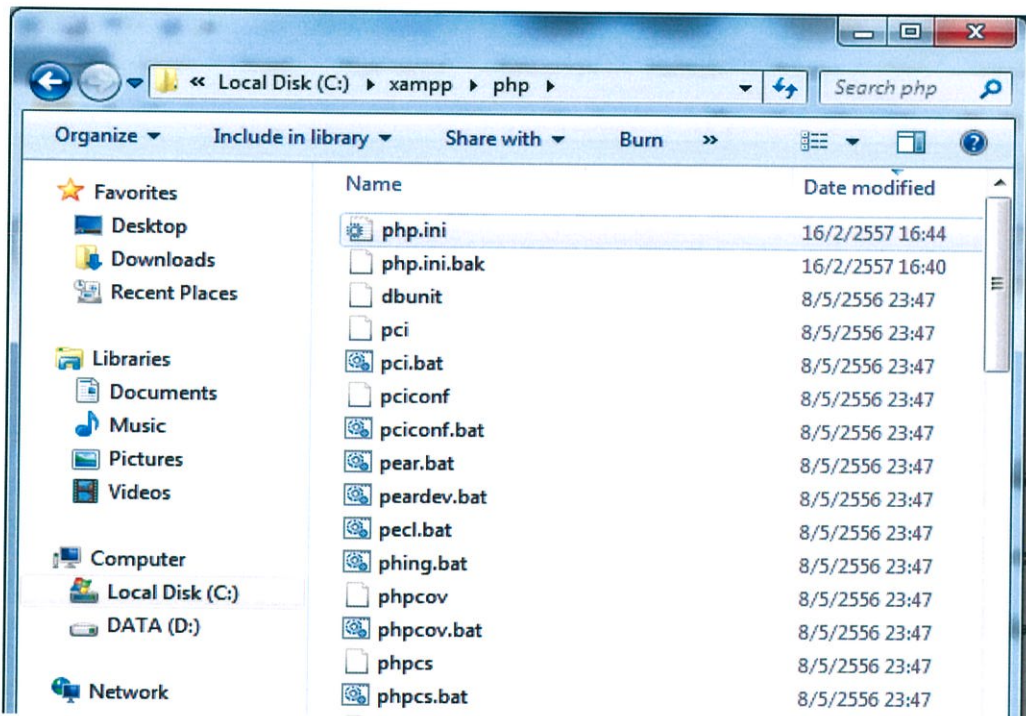 « Local Disk (C:) ▸ xampp ▸ php ▸ Search php
Organize Include in library Share with Burn »
Name Date modified
Favorites
Desktop
Downloads
Recent Places
Libraries
Documents
Music
Pictures
Videos
Computer
Local Disk (C:)
DATA (D:)
Network
php.ini 16/2/2557 16:44
php.ini.bak 16/2/2557 16:40
dbunit 8/5/2556 23:47
pci 8/5/2556 23:47
pci.bat 8/5/2556 23:47
pciconf 8/5/2556 23:47
pciconf.bat 8/5/2556 23:47
pear.bat 8/5/2556 23:47
peardev.bat 8/5/2556 23:47
pecl.bat 8/5/2556 23:47
phing.bat 8/5/2556 23:47
phpcov 8/5/2556 23:47
phpcov.bat 8/5/2556 23:47
phpcs 8/5/2556 23:47
phpcs.bat 8/5/2556 23:47